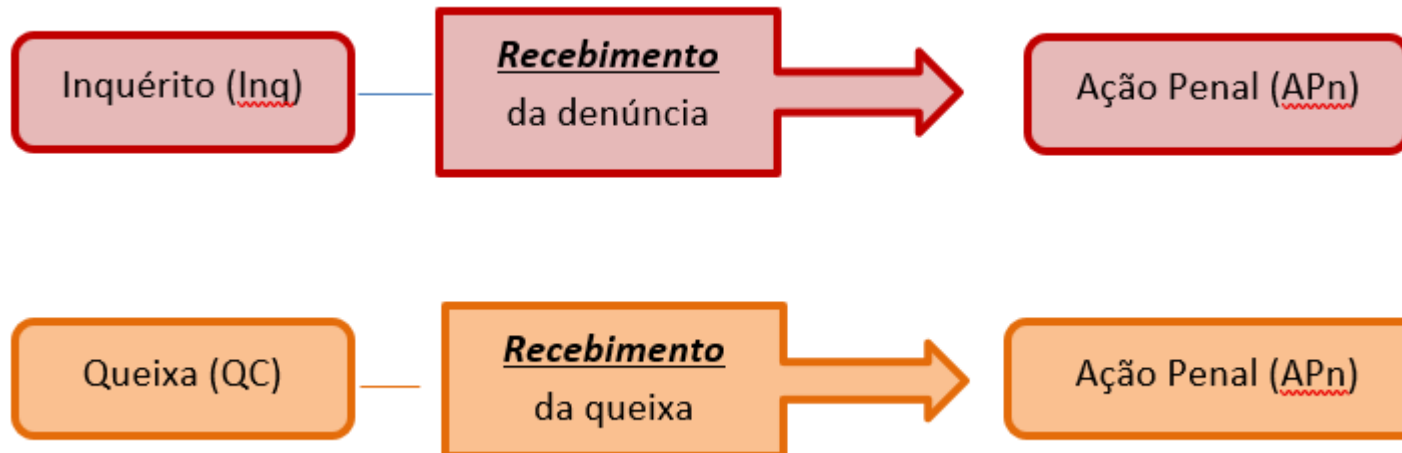 Inquérito (Inq)
Recebimento
da denúncia
Ação Penal (APn)
Queixa (QC)
Recebimento
da queixa
Ação Penal (APn)